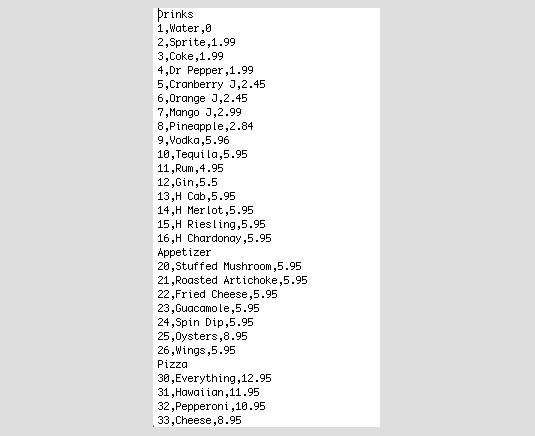 Drinks
1,Water,0
2,Sprite,1.99
3,Coke,1.99
4,Dr Pepper,1.99
5,Cranberry J,2.45
6,Orange J,2.45
7,Mango J,2.99
8,Pineapple,2.84
9,Vodka,5.96
10,Tequila,5.95
11,Rum,4.95
12,Gin,5.5
13,H Cab,5.95
14,H Merlot,5.95
15,H Riesling,5.95
16,H Chardonay,5.95
Appetizer
20,Stuffed Mushroom,5.95
21,Roasted Artichoke,5.95
22,Fried Cheese,5.95
23,Guacamole,5.95
24,Spin Dip,5.95
25,Oysters,8.95
26,Wings,5.95
Pizza
30,Everything,12.95
31,Hawaiian,11.95
32,Pepperoni,10.95
33,Cheese,8.95